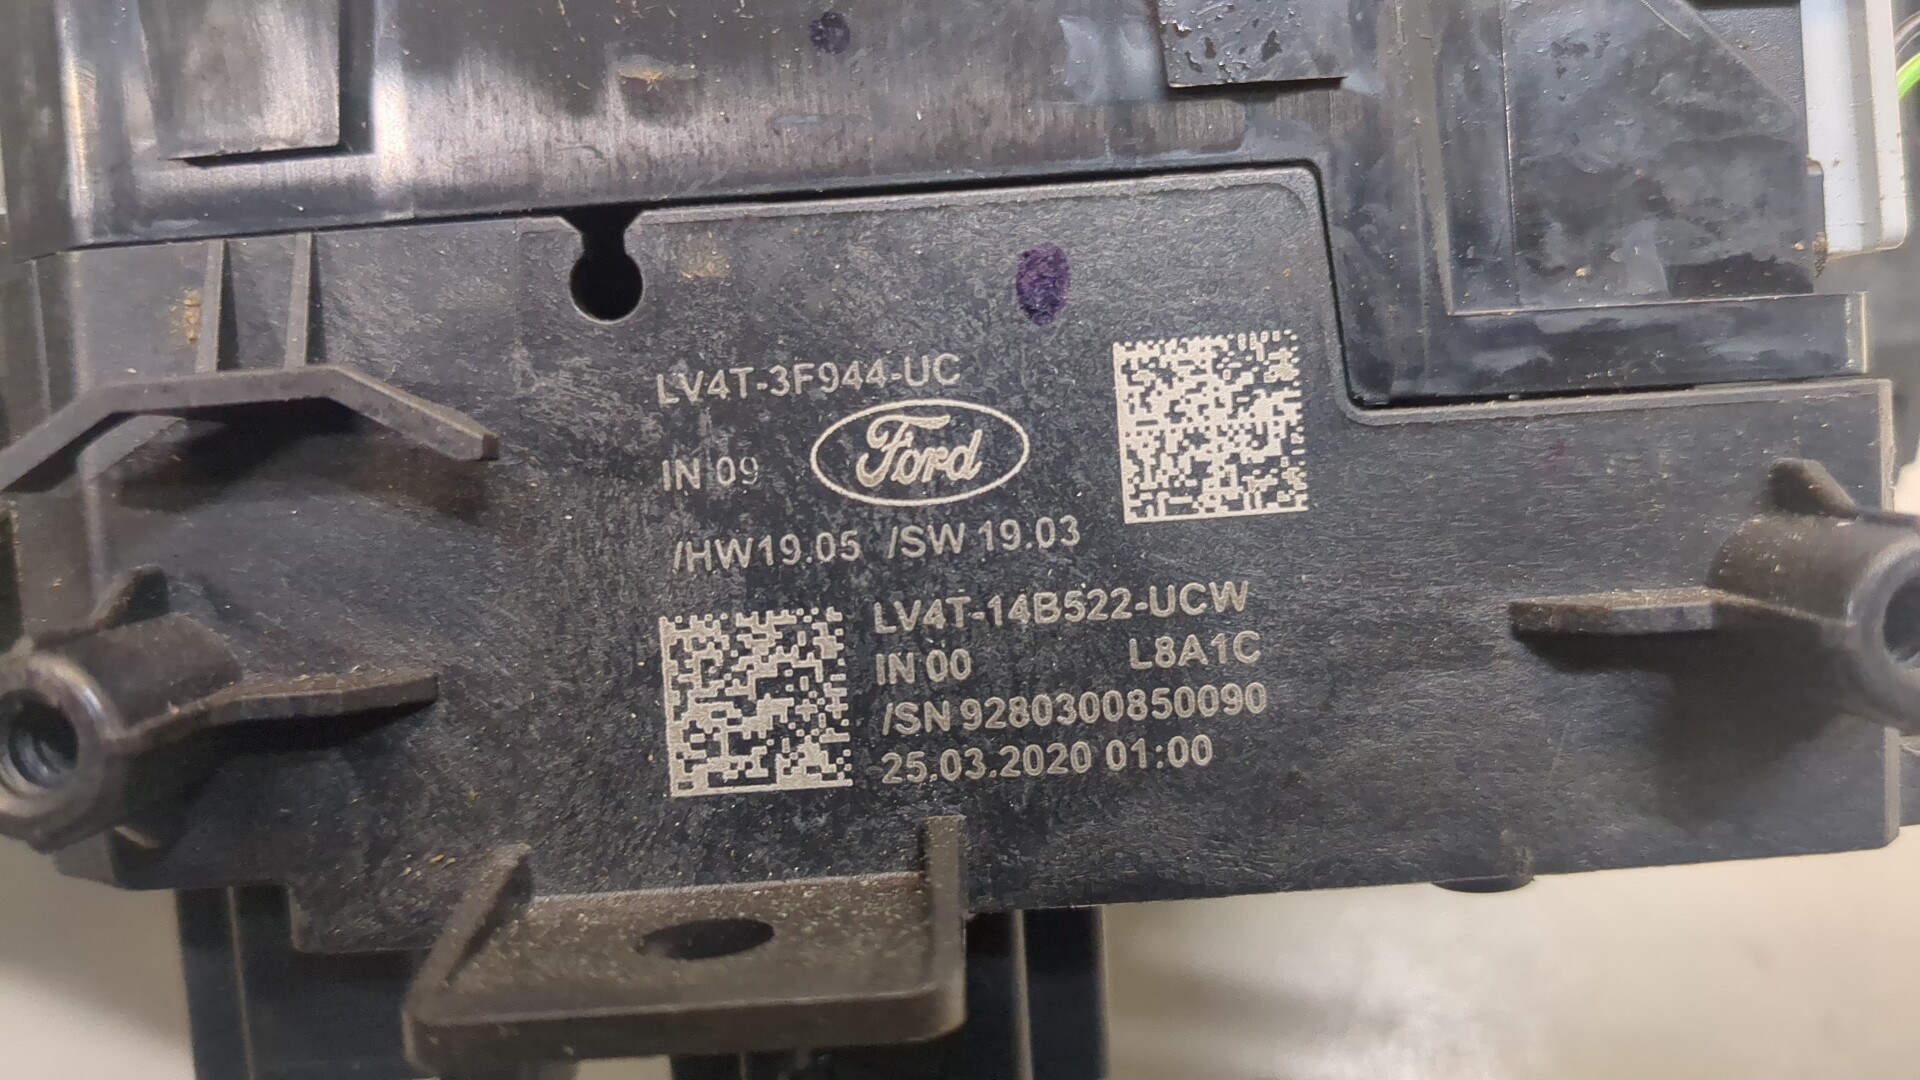 LV4T-3F944-UC
IN 09
Ford
/HW19.05 /SW 19.03
LV4T-14B522-UCW
IN 00 L8A1C
/SN 9280300850090
25.03.2020 01:00